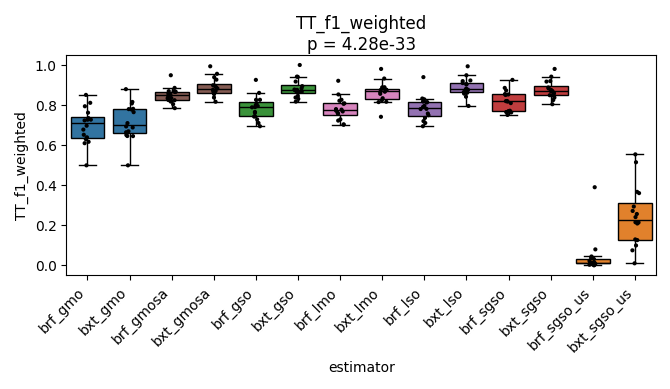 TT_f1_weighted
p = 4.28e-33
TT_f1_weighted
1.0
0.8
0.6
0.4
0.2
0.0
brf_gmo
bxt_gmo
brf_gmosa
bxt_gmosa
brf_gso
bxt_gso
brf_lmo
bxt_lmo
brf_lso
bxt_lso
brf_sgso
bxt_sgso
brf_sgso_us
bxt_sgso_us
estimator